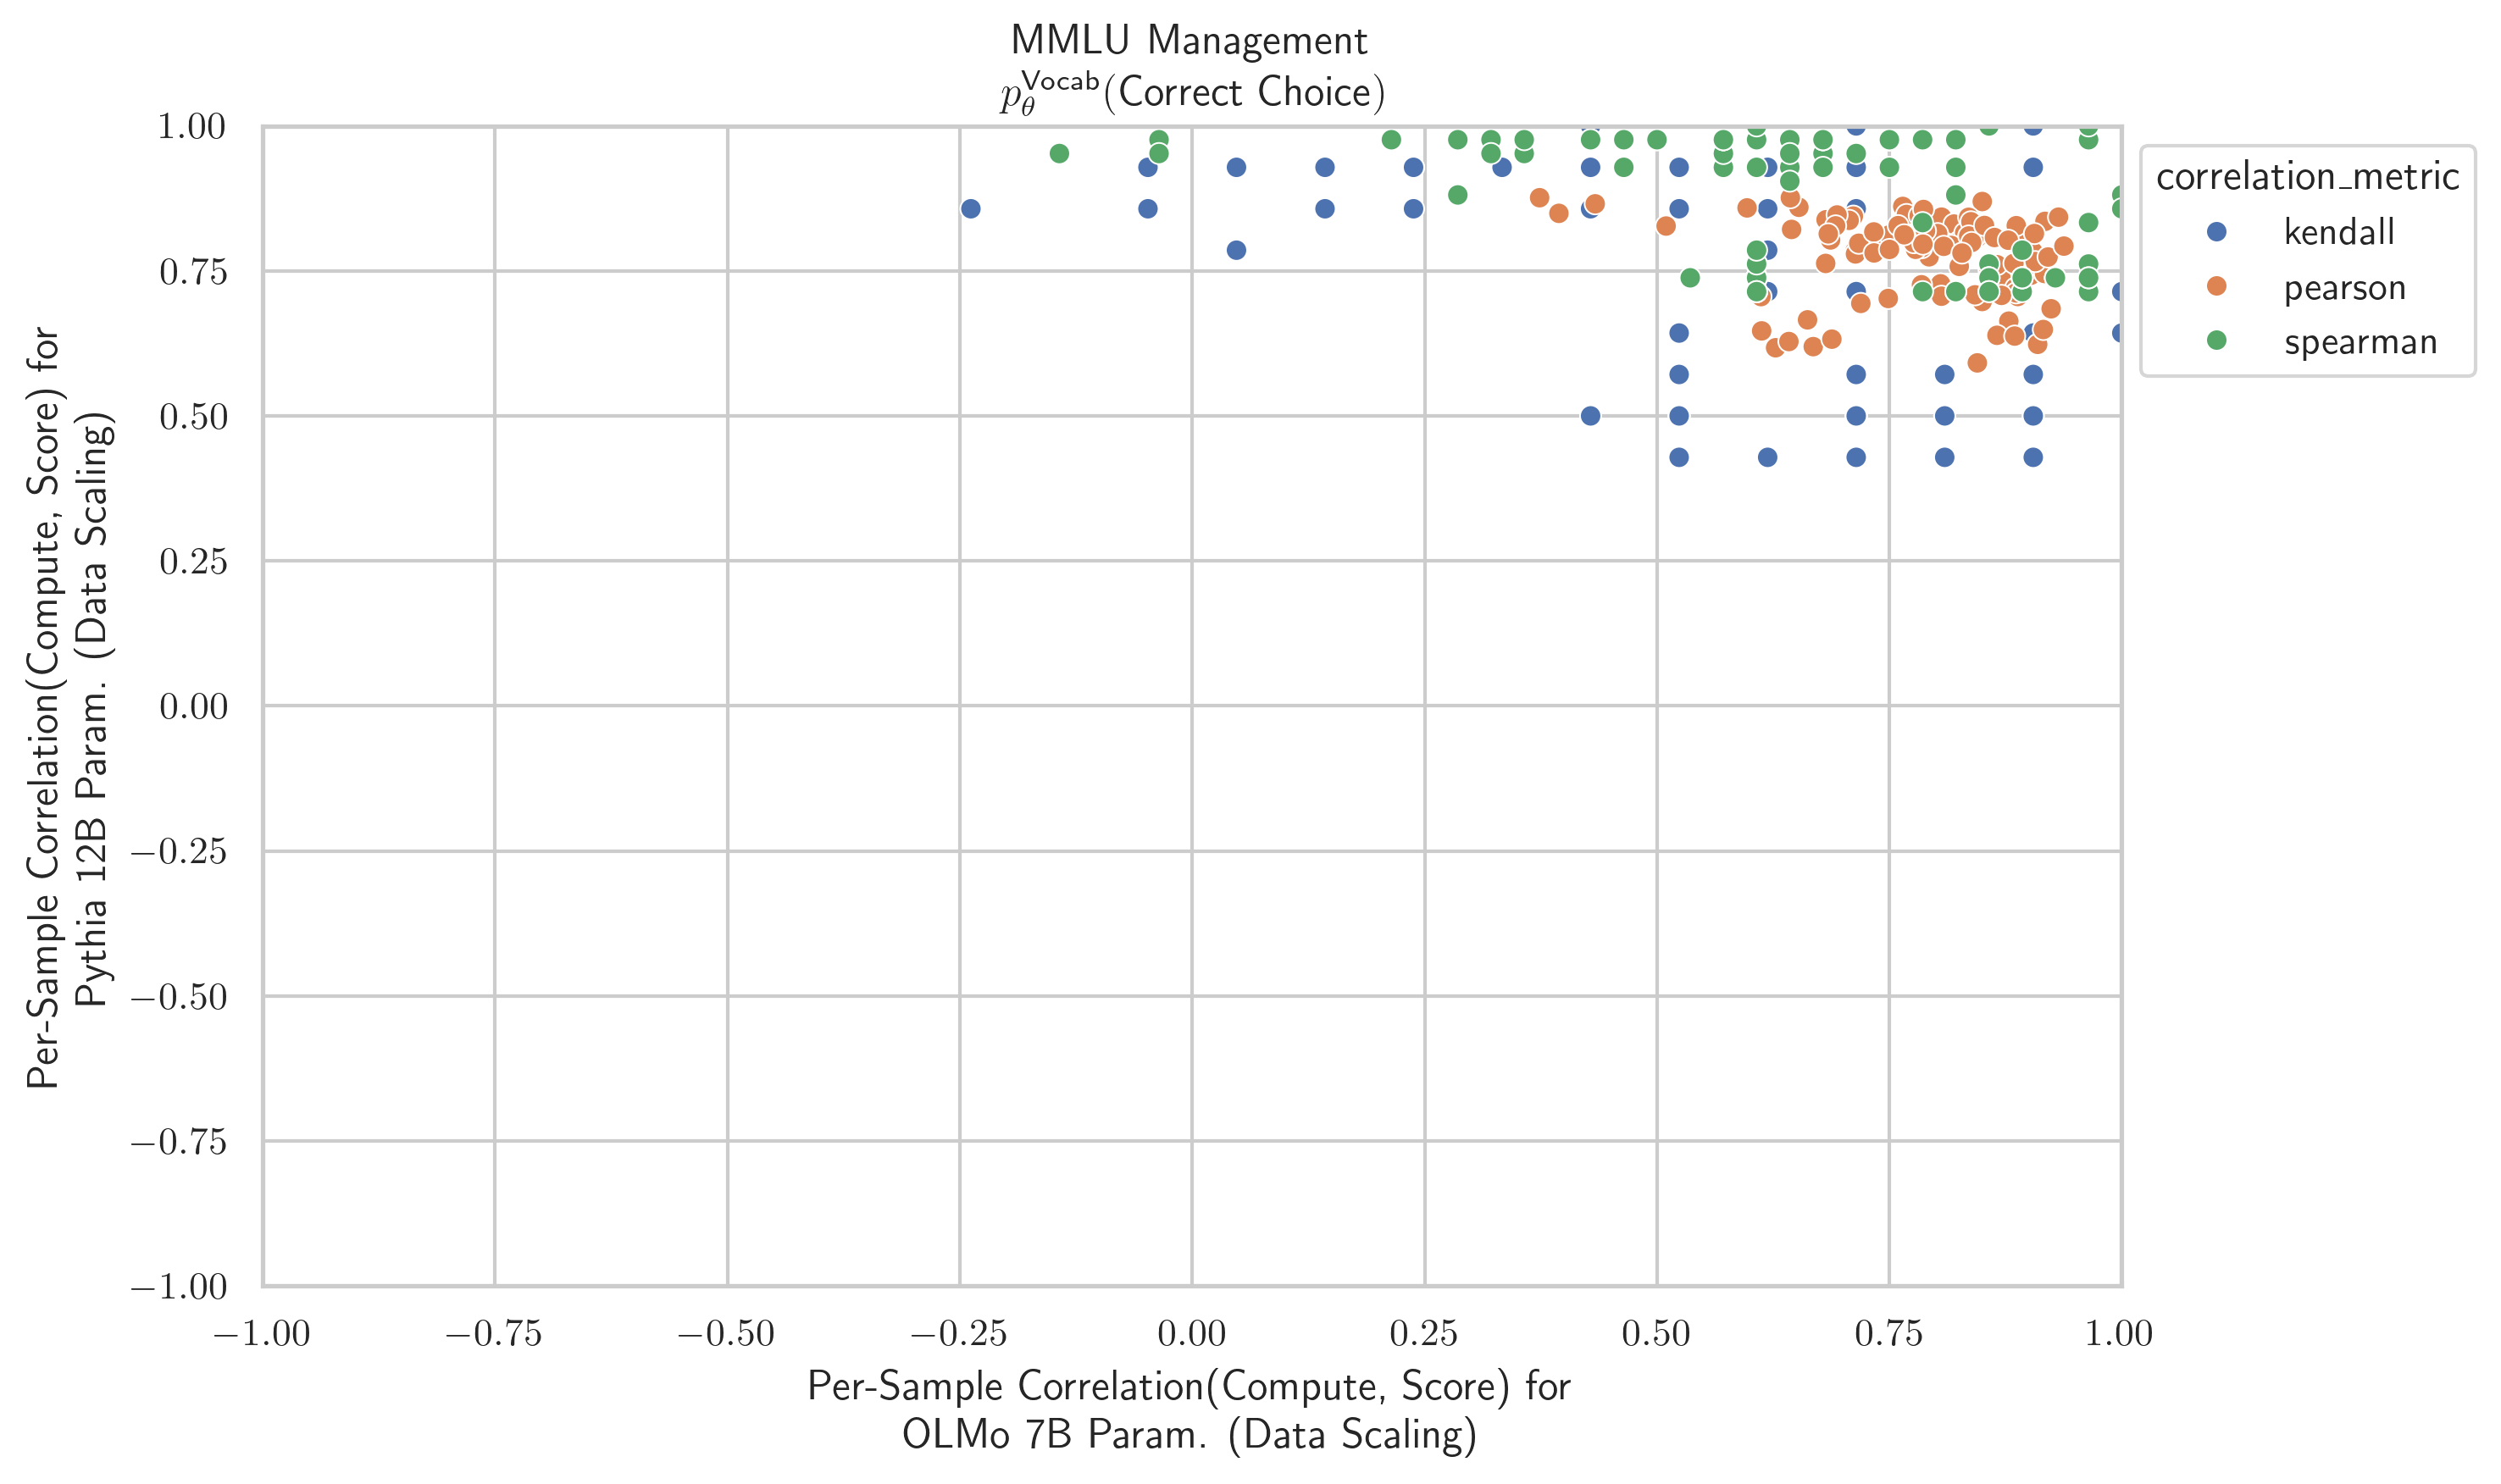 MMLU Management
p_θ^Vocab(Correct Choice)
1.00
0.75
0.50
0.25
0.00
−0.25
−0.50
−0.75
−1.00
Per-Sample Correlation(Compute, Score) for
Pythia 12B Param. (Data Scaling)
−1.00
−0.75
−0.50
−0.25
0.00
0.25
0.50
0.75
1.00
Per-Sample Correlation(Compute, Score) for
OLMo 7B Param. (Data Scaling)
correlation_metric
kendall
pearson
spearman